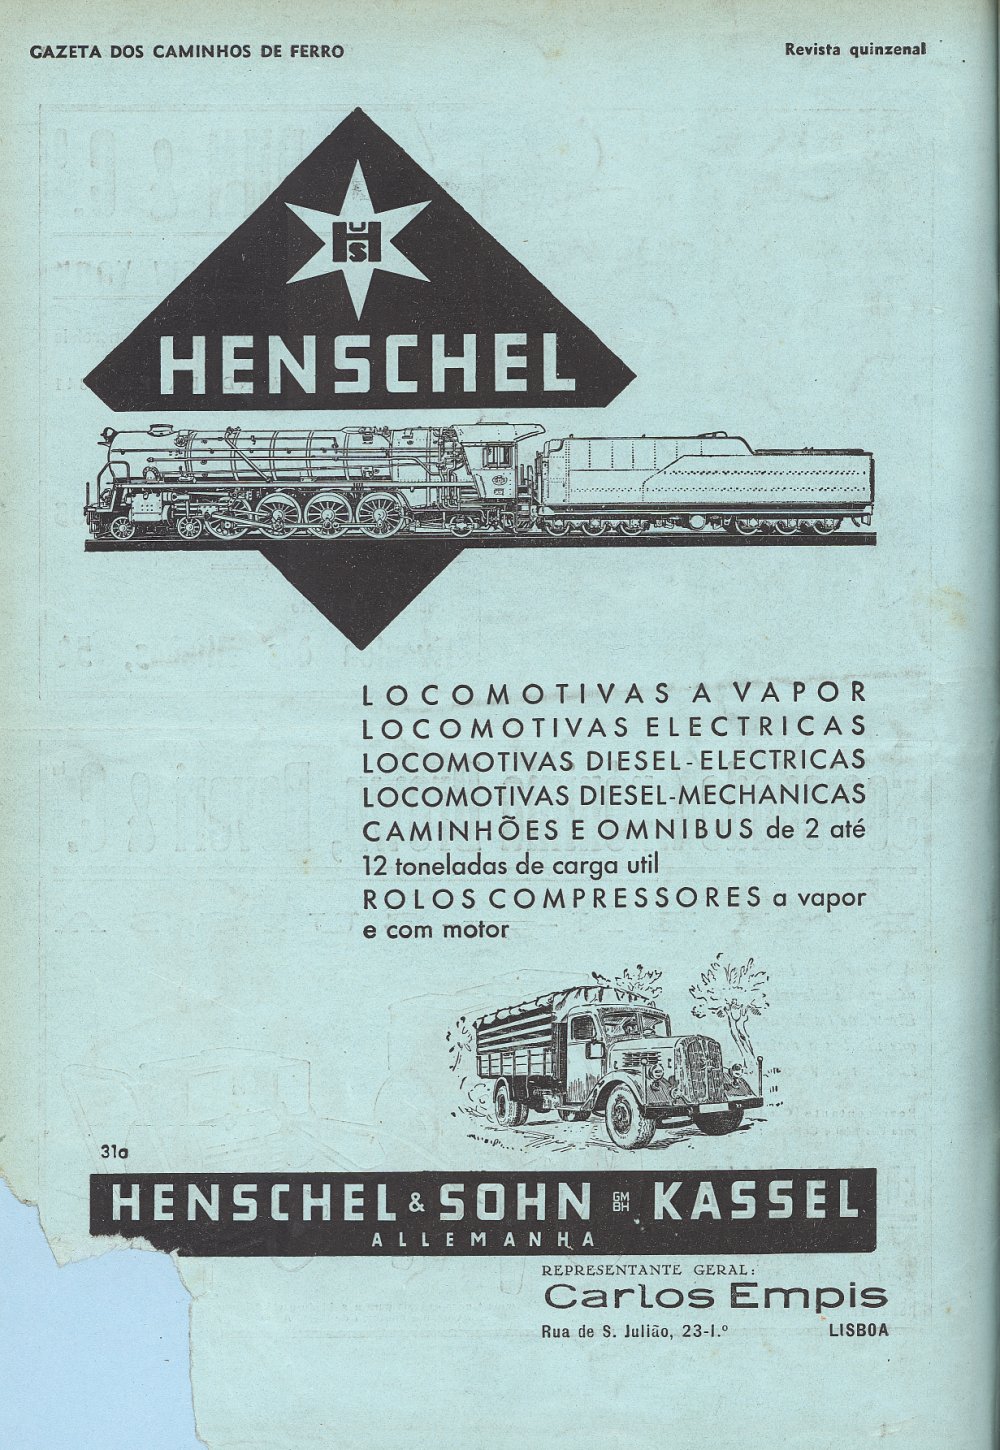 GAZETA DOS CAMINHOS DE FERRO
Revista quinzenal
HUS
HENSCHEL
LOCOMOTIVAS A VAPOR
LOCOMOTIVAS ELECTRICAS
LOCOMOTIVAS DIESEL-ELECTRICAS
LOCOMOTIVAS DIESEL-MECHANICAS
CAMINHÕES E OMNIBUS de 2 até
12 toneladas de carga util
ROLOS COMPRESSORES a vapor
e com motor
31a
HENSCHEL & SOHN GMBH KASSEL
ALLEMANHA
REPRESENTANTE GERAL:
Carlos Empis
Rua de S. Julião, 23-1.º LISBOA